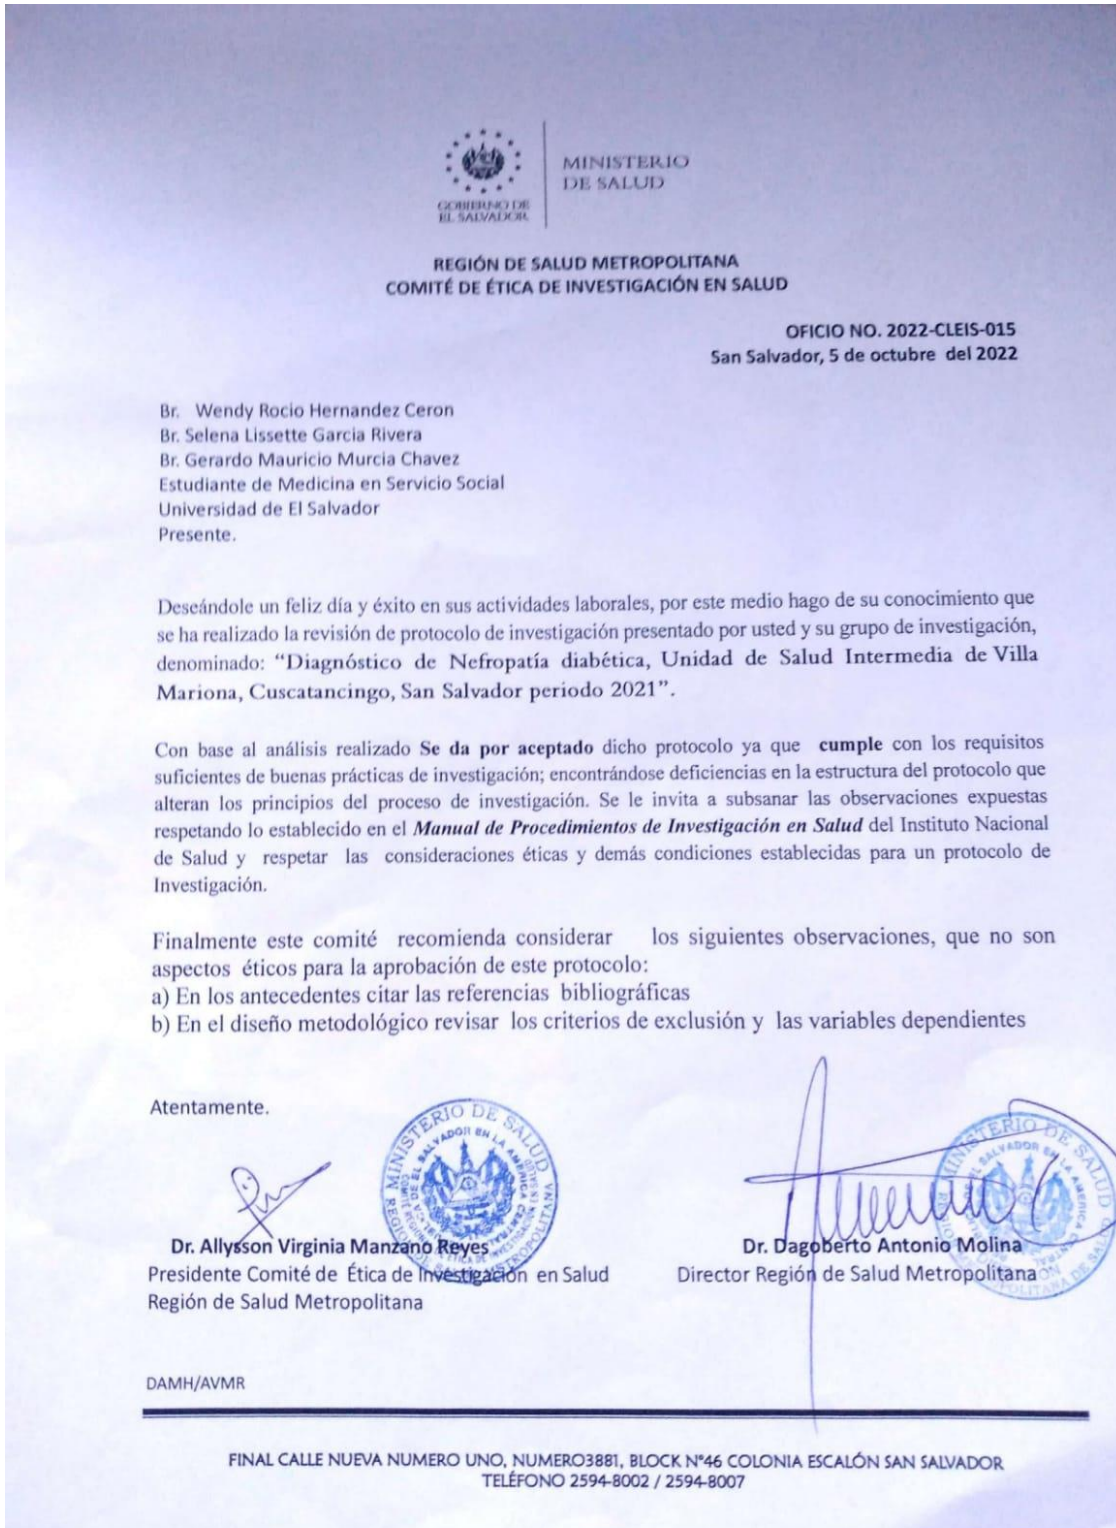 GOBIERNO DE
EL SALVADOR
MINISTERIO
DE SALUD
REGIÓN DE SALUD METROPOLITANA
COMITÉ DE ÉTICA DE INVESTIGACIÓN EN SALUD
OFICIO NO. 2022-CLEIS-015
San Salvador, 5 de octubre del 2022
Br. Wendy Rocio Hernandez Ceron
Br. Selena Lissette Garcia Rivera
Br. Gerardo Mauricio Murcia Chavez
Estudiante de Medicina en Servicio Social
Universidad de El Salvador
Presente.
Deseándole un feliz día y éxito en sus actividades laborales, por este medio hago de su conocimiento que
se ha realizado la revisión de protocolo de investigación presentado por usted y su grupo de investigación,
denominado: “Diagnóstico de Nefropatía diabética, Unidad de Salud Intermedia de Villa
Mariona, Cuscatancingo, San Salvador periodo 2021”.
Con base al análisis realizado Se da por aceptado dicho protocolo ya que cumple con los requisitos
suficientes de buenas prácticas de investigación; encontrándose deficiencias en la estructura del protocolo que
alteran los principios del proceso de investigación. Se le invita a subsanar las observaciones expuestas
respetando lo establecido en el Manual de Procedimientos de Investigación en Salud del Instituto Nacional
de Salud y respetar las consideraciones éticas y demás condiciones establecidas para un protocolo de
Investigación.
Finalmente este comité recomienda considerar los siguientes observaciones, que no son
aspectos éticos para la aprobación de este protocolo:
a) En los antecedentes citar las referencias bibliográficas
b) En el diseño metodológico revisar los criterios de exclusión y las variables dependientes
Atentamente.
MINISTERIO DE SALUD
MINISTERIO DE SALUD
Dr. Allysson Virginia Manzano Reyes
Presidente Comité de Ética de Investigación en Salud
Región de Salud Metropolitana
Dr. Dagoberto Antonio Molina
Director Región de Salud Metropolitana
DAMH/AVMR
FINAL CALLE NUEVA NUMERO UNO, NUMERO3881, BLOCK N°46 COLONIA ESCALÓN SAN SALVADOR
TELÉFONO 2594-8002 / 2594-8007